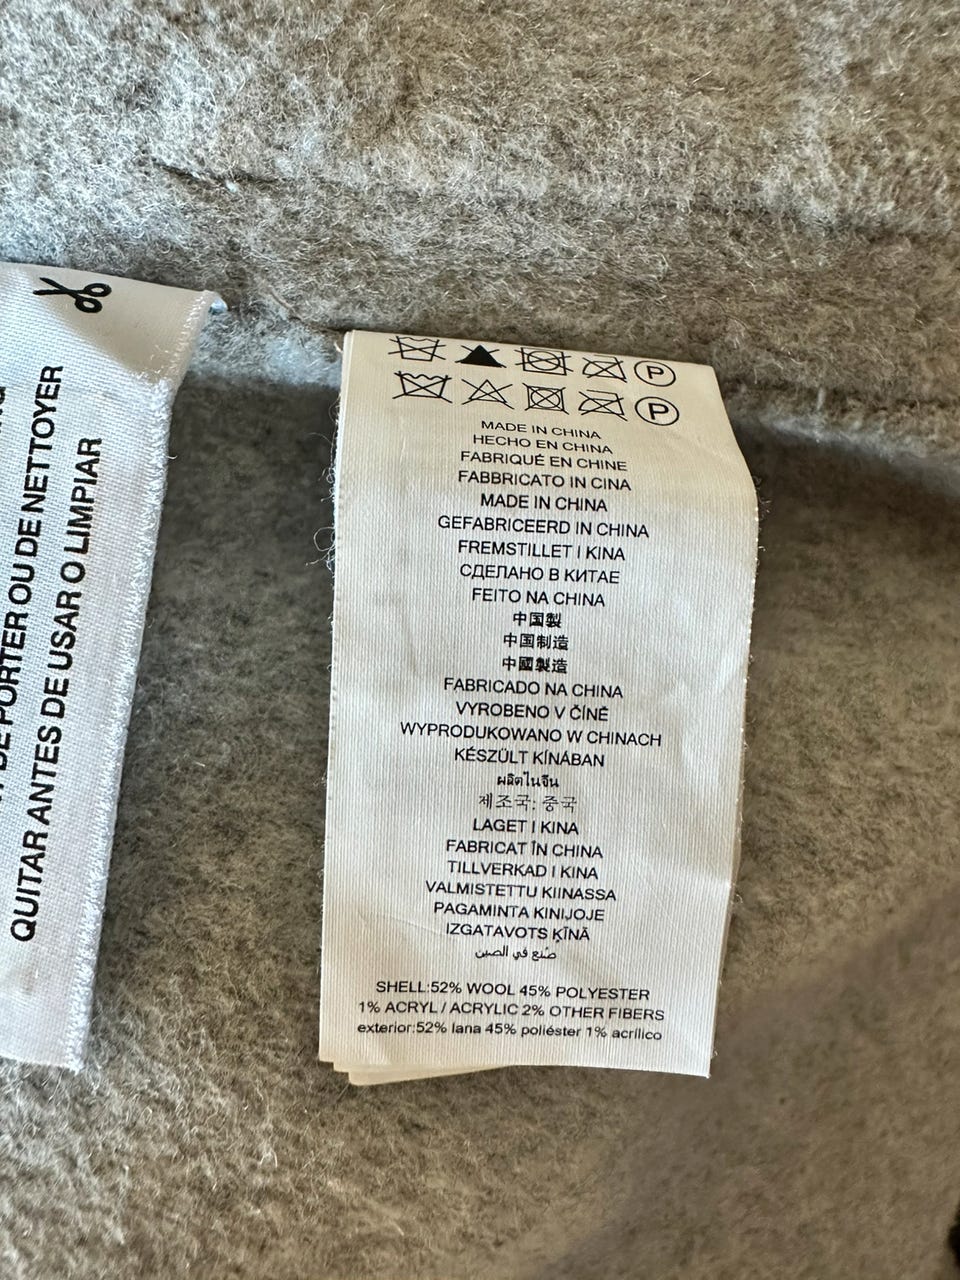 DE PORTER OU DE NETTOYER
QUITAR ANTES DE USAR O LIMPIAR
P
P
MADE IN CHINA
HECHO EN CHINA
FABRIQUÉ EN CHINE
FABBRICATO IN CINA
MADE IN CHINA
GEFABRICEERD IN CHINA
FREMSTILLET I KINA
СДЕЛАНО В КИТАЕ
FEITO NA CHINA
中国製
中国制造
中國製造
FABRICADO NA CHINA
VYROBENO V ČÍNĚ
WYPRODUKOWANO W CHINACH
KÉSZÜLT KÍNÁBAN
ผลิตในจีน
제조국: 중국
LAGET I KINA
FABRICAT ÎN CHINA
TILLVERKAD I KINA
VALMISTETTU KIINASSA
PAGAMINTA KINIJOJE
IZGATAVOTS ĶĪNĀ
صُنع في الصين
SHELL:52% WOOL 45% POLYESTER
1% ACRYL / ACRYLIC 2% OTHER FIBERS
exterior:52% lana 45% poliéster 1% acrílico